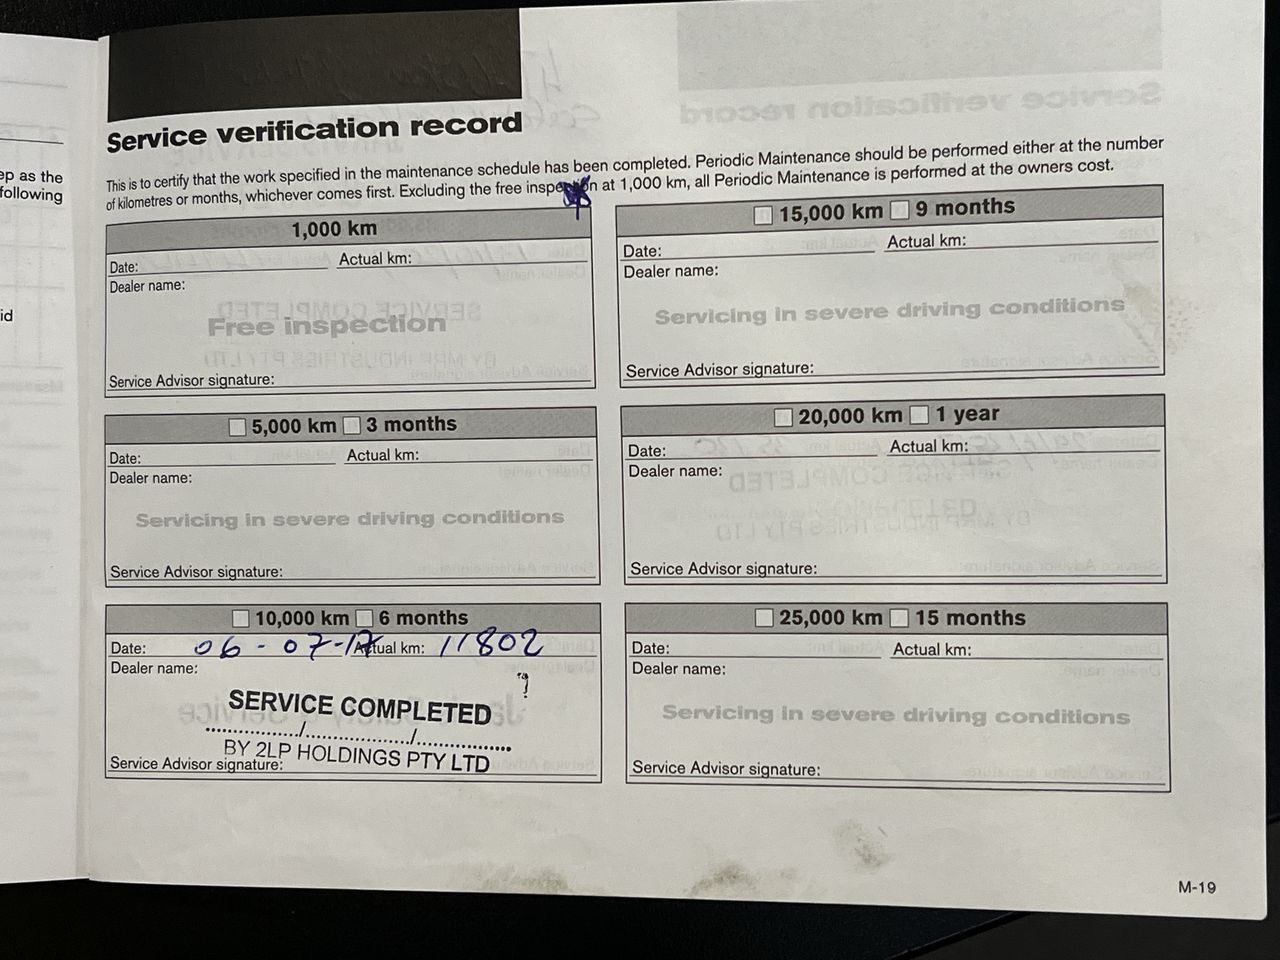 ep as the
following
id
Service verification record
This is to certify that the work specified in the maintenance schedule has been completed. Periodic Maintenance should be performed either at the number
of kilometres or months, whichever comes first. Excluding the free inspection at 1,000 km, all Periodic Maintenance is performed at the owners cost.
1,000 km
Date: Actual km:
Dealer name:
Free inspection
Service Advisor signature:
5,000 km 3 months
Date: Actual km:
Dealer name:
Servicing in severe driving conditions
Service Advisor signature:
10,000 km 6 months
Date: 06-07-17 Actual km: 11802
Dealer name:
SERVICE COMPLETED
............../................/...............
BY 2LP HOLDINGS PTY LTD
Service Advisor signature:
15,000 km 9 months
Date: Actual km:
Dealer name:
Servicing in severe driving conditions
Service Advisor signature:
20,000 km 1 year
Date: Actual km:
Dealer name:
Service Advisor signature:
25,000 km 15 months
Date: Actual km:
Dealer name:
Servicing in severe driving conditions
Service Advisor signature:
M-19